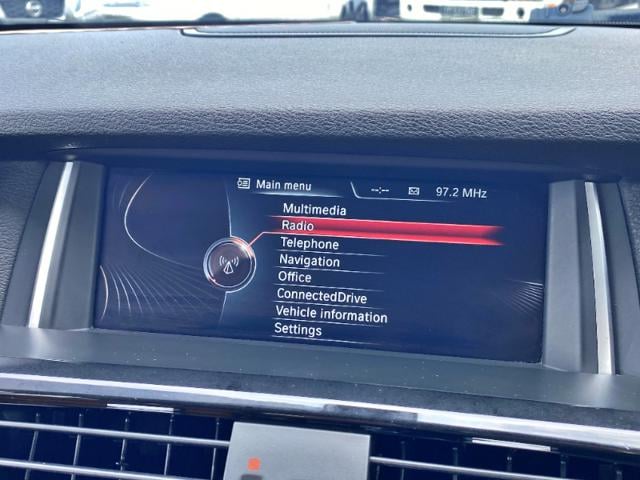 Main menu --:-- 97.2 MHz
Multimedia
Radio
Telephone
Navigation
Office
ConnectedDrive
Vehicle information
Settings